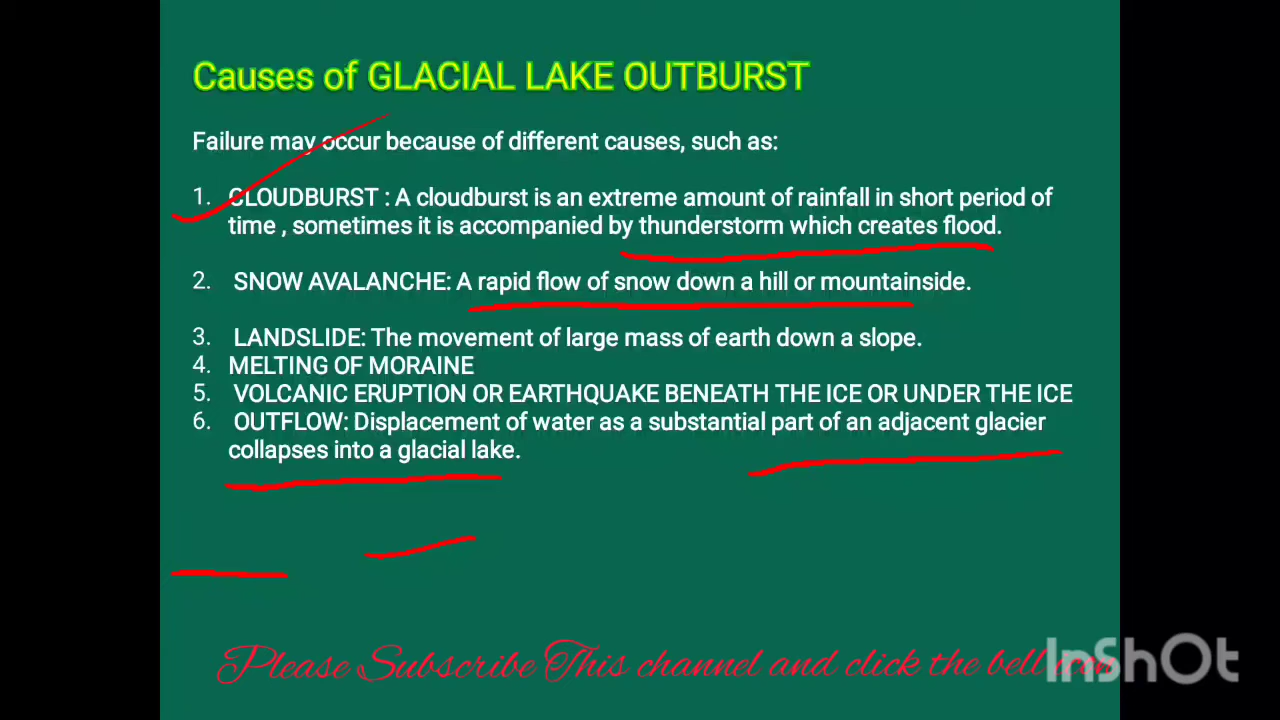 Causes of GLACIAL LAKE OUTBURST
Failure may occur because of different causes, such as:
1. CLOUDBURST : A cloudburst is an extreme amount of rainfall in short period of
time , sometimes it is accompanied by thunderstorm which creates flood.
2. SNOW AVALANCHE: A rapid flow of snow down a hill or mountainside.
3. LANDSLIDE: The movement of large mass of earth down a slope.
4. MELTING OF MORAINE
5. VOLCANIC ERUPTION OR EARTHQUAKE BENEATH THE ICE OR UNDER THE ICE
6. OUTFLOW: Displacement of water as a substantial part of an adjacent glacier
collapses into a glacial lake.
Please Subscribe This channel and click the bell icon
InShOt